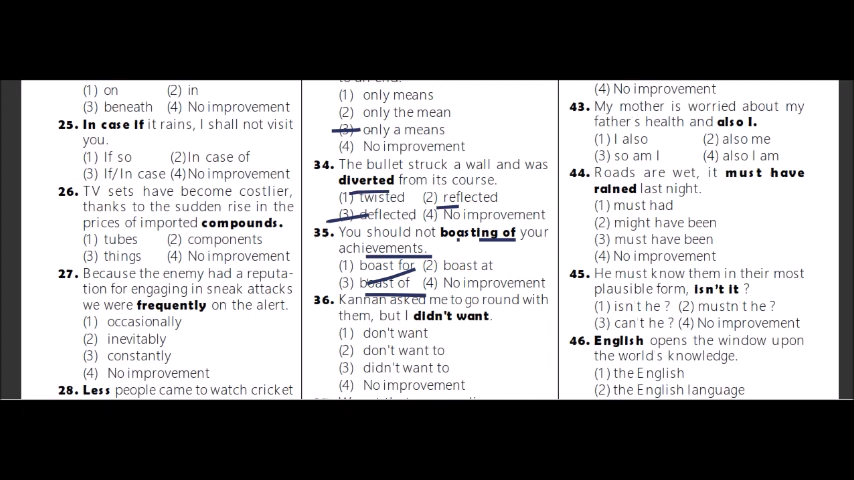 (1) on (2) in
(3) beneath (4) No improvement
25. In case if it rains, I shall not visit
you.
(1) If so (2)In case of
(3) If/In case (4)No improvement
26. TV sets have become costlier,
thanks to the sudden rise in the
prices of imported compounds.
(1) tubes (2) components
(3) things (4) No improvement
27. Because the enemy had a reputa-
tion for engaging in sneak attacks
we were frequently on the alert.
(1) occasionally
(2) inevitably
(3) constantly
(4) No improvement
28. Less people came to watch cricket
to an end.
(1) only means
(2) only the mean
(3) only a means
(4) No improvement
34. The bullet struck a wall and was
diverted from its course.
(1) twisted (2) reflected
(3) deflected (4) No improvement
35. You should not boasting of your
achievements.
(1) boast for (2) boast at
(3) boast of (4) No improvement
36. Kannan asked me to go round with
them, but I didn't want.
(1) don't want
(2) don't want to
(3) didn't want to
(4) No improvement
(4) No improvement
43. My mother is worried about my
father s health and also I.
(1) I also (2) also me
(3) so am I (4) also I am
44. Roads are wet, it must have
rained last night.
(1) must had
(2) might have been
(3) must have been
(4) No improvement
45. He must know them in their most
plausible form, isn't it ?
(1) isn t he ? (2) mustn t he ?
(3) can't he ? (4) No improvement
46. English opens the window upon
the world s knowledge.
(1) the English
(2) the English language